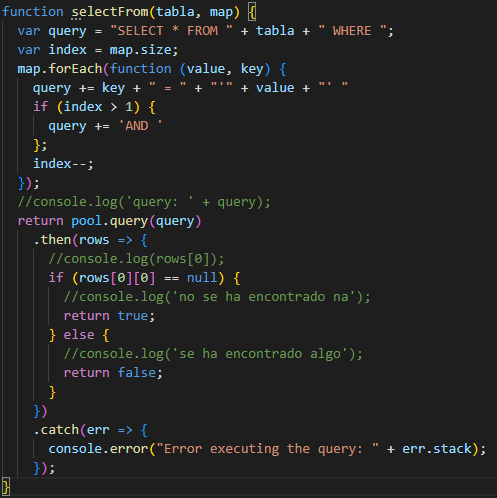 function selectFrom(tabla, map) {
  var query = "SELECT * FROM " + tabla + " WHERE ";
  var index = map.size;
  map.forEach(function (value, key) {
    query += key + " = " + "'" + value + "' "
    if (index > 1) {
      query += 'AND '
    };
    index--;
  });
  //console.log('query: ' + query);
  return pool.query(query)
    .then(rows => {
      //console.log(rows[0]);
      if (rows[0][0] == null) {
        //console.log('no se ha encontrado na');
        return true;
      } else {
        //console.log('se ha encontrado algo');
        return false;
      }
    })
    .catch(err => {
      console.error("Error executing the query: " + err.stack);
    });
}